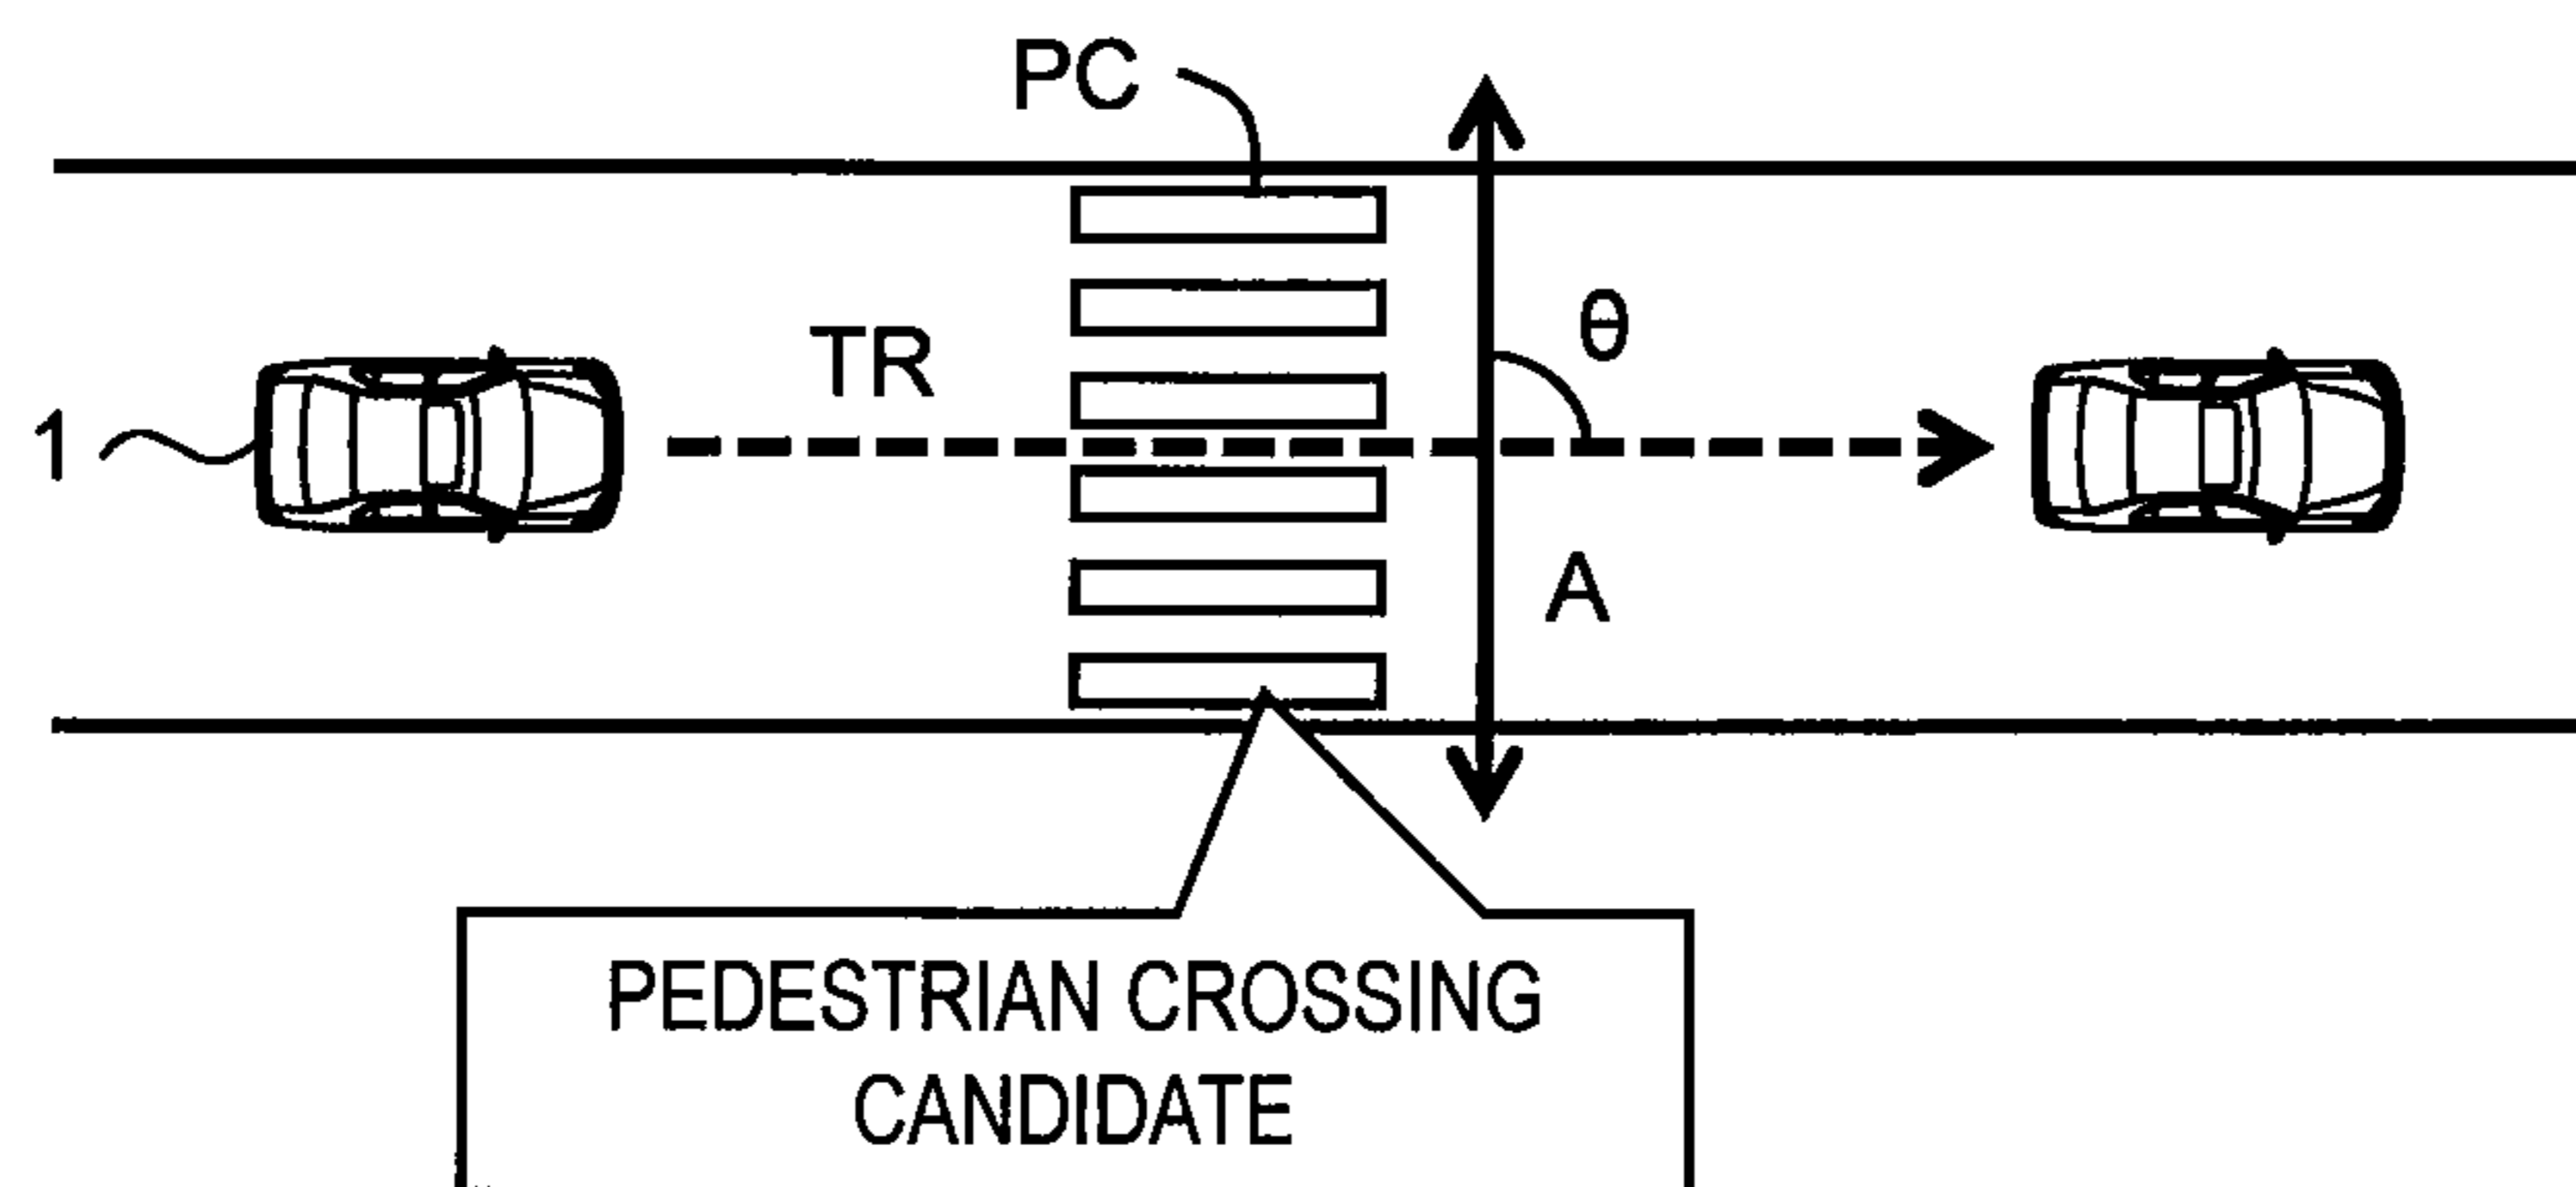 PC
TR
θ
1
A
PEDESTRIAN CROSSING
CANDIDATE